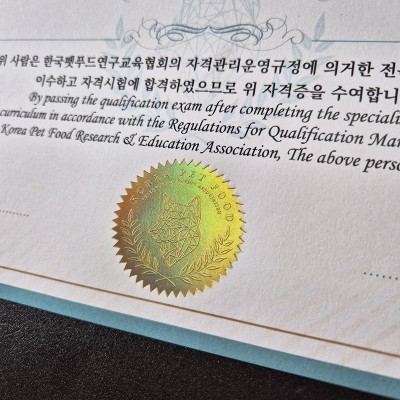 위 사람은 한국펫푸드연구교육협회의 자격관리운영규정에 의거한
이수하고 자격시험에 합격하였으므로 위 자격증을 수여합니
By passing the qualification exam after completing the speciali
curriculum in accordance with the Regulations for Qualification Man
Korea Pet Food Research & Education Association, The above perso
KOREA PET FOOD